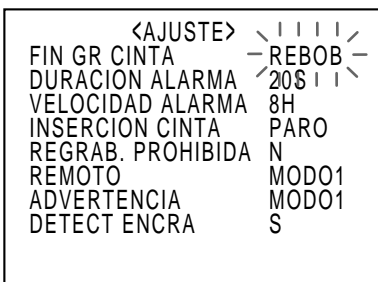 <AJUSTE>
FIN GR CINTA REBOB
DURACION ALARMA 20S
VELOCIDAD ALARMA 8H
INSERCION CINTA PARO
REGRAB. PROHIBIDA N
REMOTO MODO1
ADVERTENCIA MODO1
DETECT ENCRA S